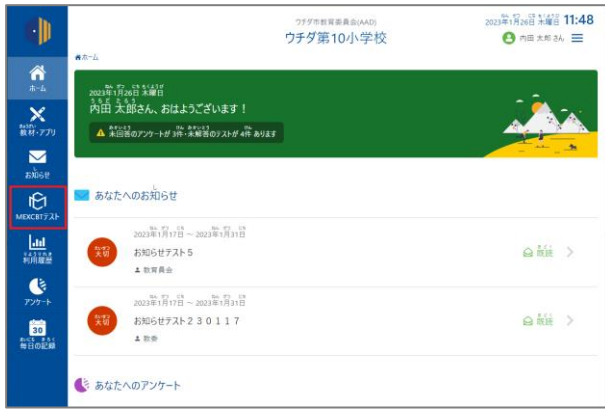 ウチダ市教育委員会(AAD)
ウチダ第10小学校
2023年1月26日 木曜日 11:48
内田 太郎 さん
ホーム
ホーム
教材・アプリ
お知らせ
MEXCBTテスト
利用履歴
アンケート
30
毎日の記録
2023年1月26日 木曜日
内田 太郎さん、おはようございます！
未回答のアンケートが 3件・未解答のテストが 4件 あります
あなたへのお知らせ
2023年1月17日 ～ 2023年1月31日
大切
お知らせテスト５
教育員会
既読
2023年1月17日 ～ 2023年1月31日
大切
お知らせテスト２３０１１７
教委
既読
あなたへのアンケート